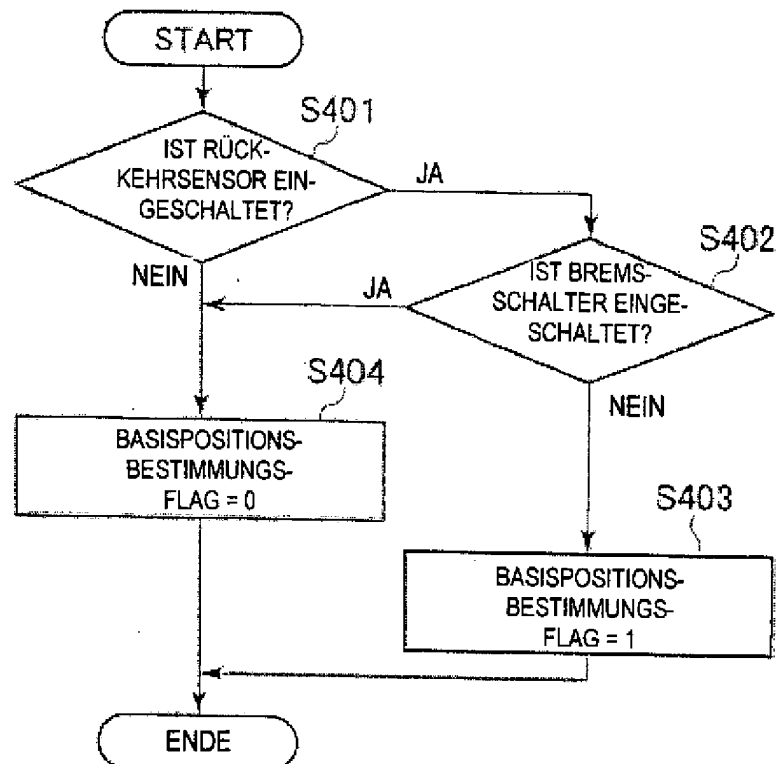 START
S401
IST RÜCK-
KEHRSENSOR EIN-
GESCHALTET?
JA
NEIN
S402
IST BREMS-
SCHALTER EINGE-
SCHALTET?
JA
NEIN
S404
BASISPOSITIONS-
BESTIMMUNGS-
FLAG = 0
S403
BASISPOSITIONS-
BESTIMMUNGS-
FLAG = 1
ENDE